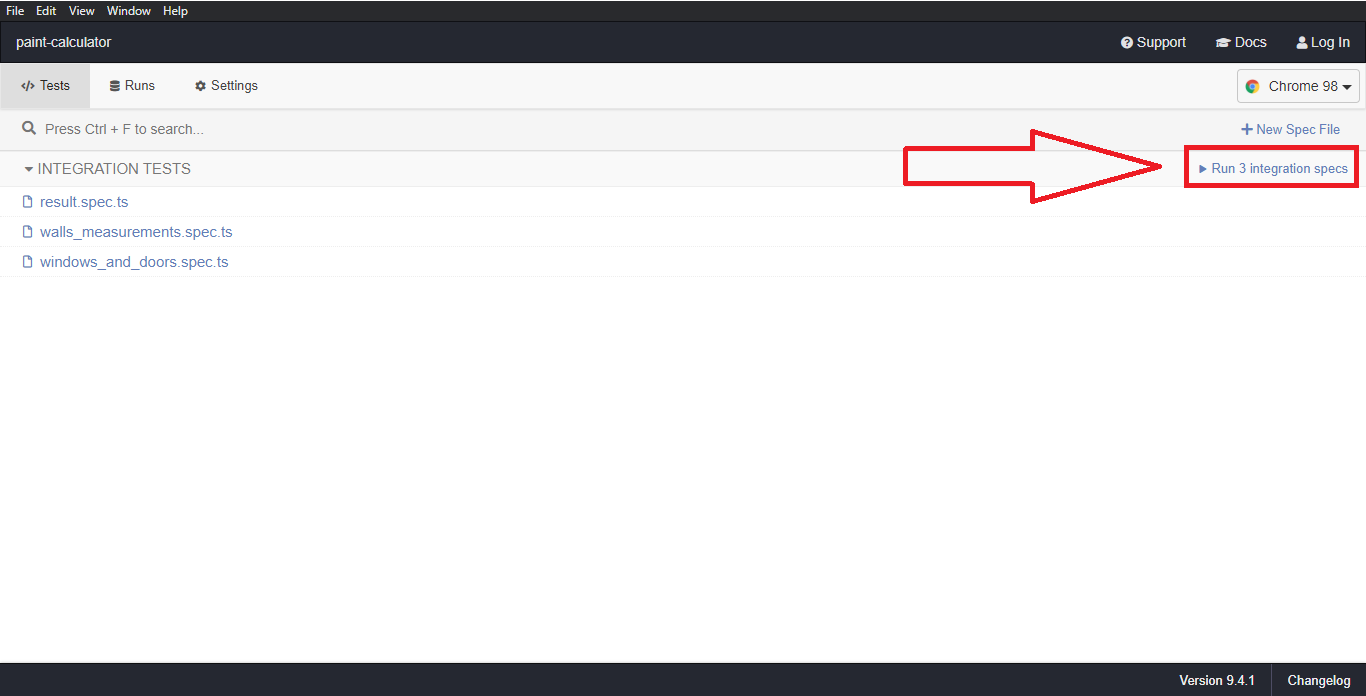 File Edit View Window Help
paint-calculator Support Docs Log In
Tests Runs Settings Chrome 98
Press Ctrl + F to search... New Spec File
INTEGRATION TESTS Run 3 integration specs
result.spec.ts
walls_measurements.spec.ts
windows_and_doors.spec.ts
Version 9.4.1 Changelog